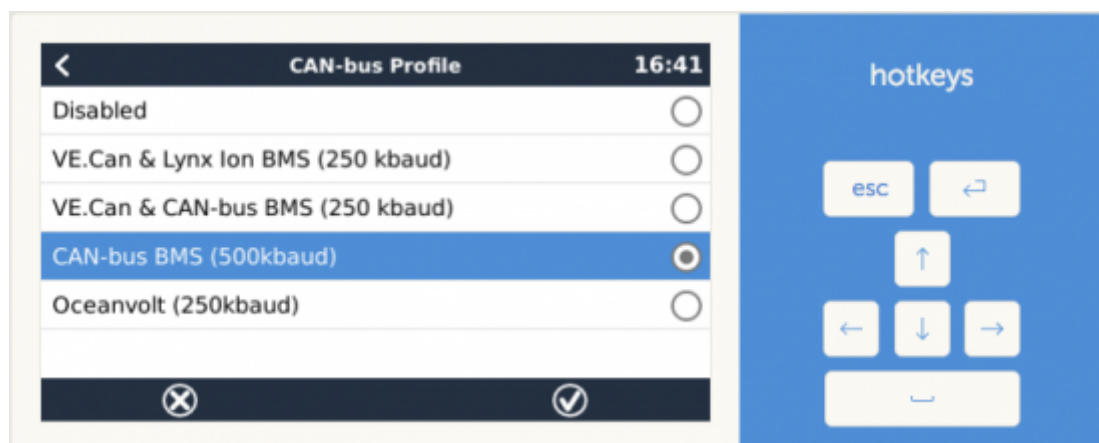 CAN-bus Profile 16:41
Disabled
VE.Can & Lynx Ion BMS (250 kbaud)
VE.Can & CAN-bus BMS (250 kbaud)
CAN-bus BMS (500kbaud)
Oceanvolt (250kbaud)
hotkeys
esc